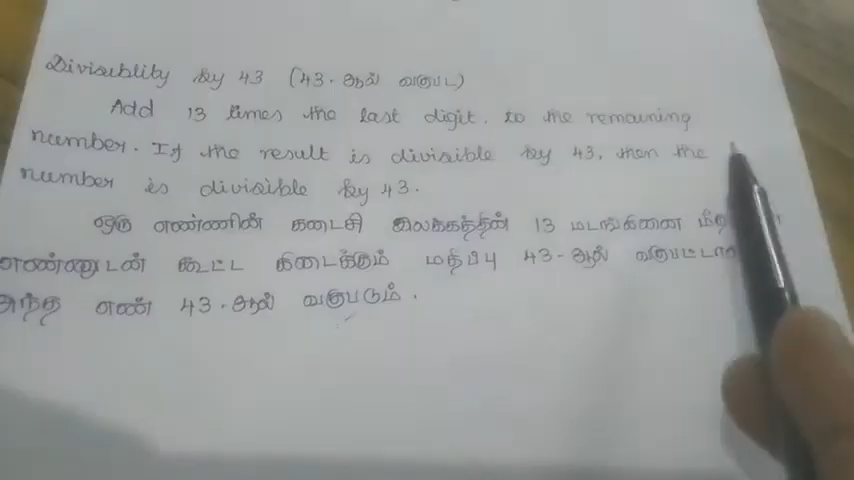 Divisiblity by 43 (43-ஆல் வகுபட)
Add 13 times the last digit, to the remaining
number. If the result is divisible by 43, then the
number is divisible by 43.
ஒரு எண்ணின் கடைசி இலக்கத்தின் 13 மடங்கினை
எண்ணுடன் கூட்ட கிடைக்கும் மதிப்பு 43-ஆல் வகுபட்டால்
அந்த எண் 43-ஆல் வகுபடும்.